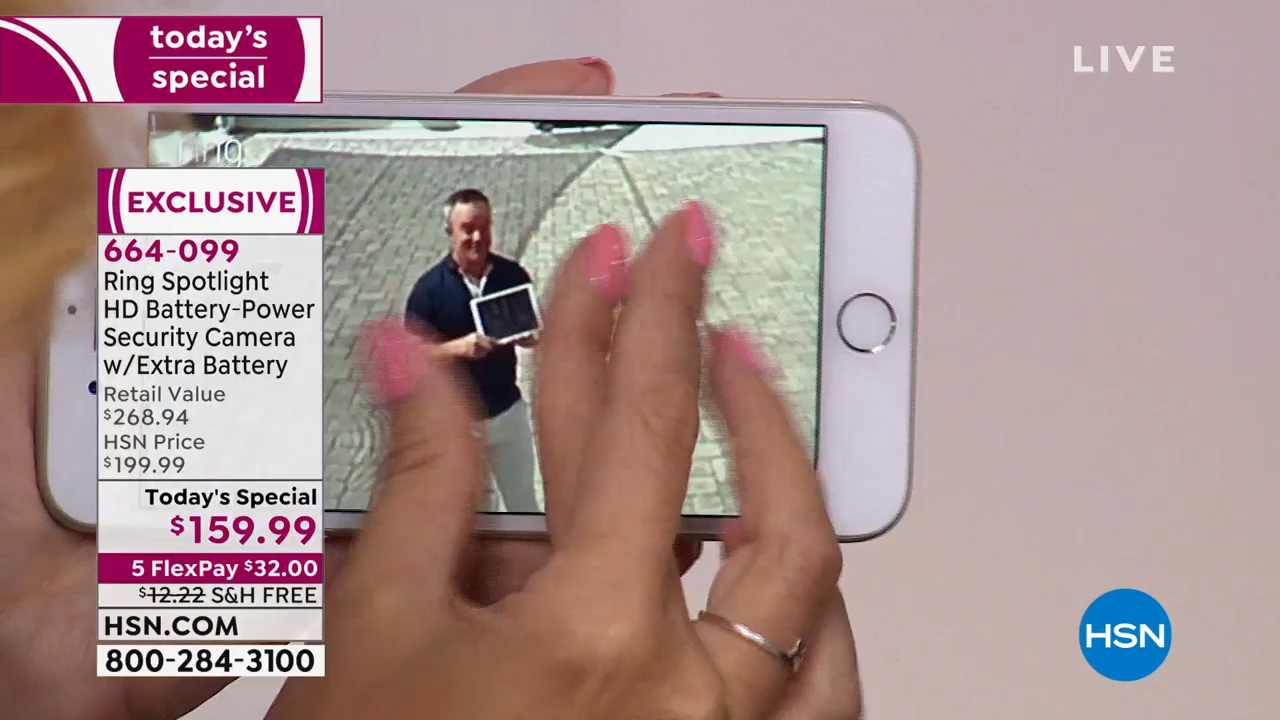 today's
special
LIVE
ring
EXCLUSIVE
664-099
Ring Spotlight
HD Battery-Power
Security Camera
w/Extra Battery
Retail Value
$268.94
HSN Price
$199.99
Today's Special
$159.99
5 FlexPay $32.00
$12.22 S&H FREE
HSN.COM
800-284-3100
HSN